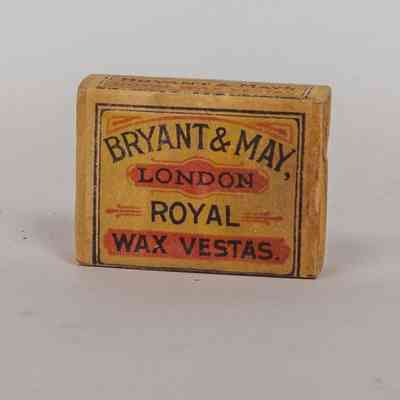 BRYANT & MAY,
LONDON
ROYAL
WAX VESTAS.